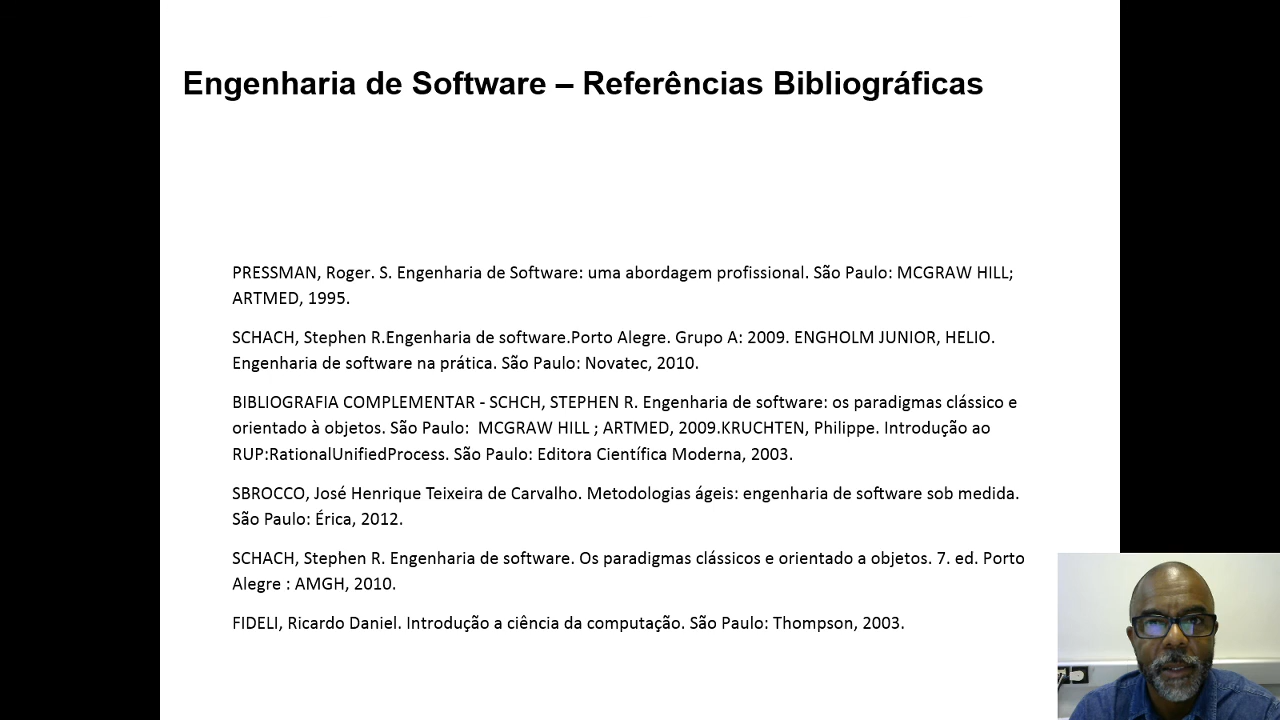 Engenharia de Software – Referências Bibliográficas
PRESSMAN, Roger. S. Engenharia de Software: uma abordagem profissional. São Paulo: MCGRAW HILL;
ARTMED, 1995.
SCHACH, Stephen R.Engenharia de software.Porto Alegre. Grupo A: 2009. ENGHOLM JUNIOR, HELIO.
Engenharia de software na prática. São Paulo: Novatec, 2010.
BIBLIOGRAFIA COMPLEMENTAR - SCHCH, STEPHEN R. Engenharia de software: os paradigmas clássico e
orientado à objetos. São Paulo:  MCGRAW HILL ; ARTMED, 2009.KRUCHTEN, Philippe. Introdução ao
RUP:RationalUnifiedProcess. São Paulo: Editora Científica Moderna, 2003.
SBROCCO, José Henrique Teixeira de Carvalho. Metodologias ágeis: engenharia de software sob medida.
São Paulo: Érica, 2012.
SCHACH, Stephen R. Engenharia de software. Os paradigmas clássicos e orientado a objetos. 7. ed. Porto
Alegre : AMGH, 2010.
FIDELI, Ricardo Daniel. Introdução a ciência da computação. São Paulo: Thompson, 2003.